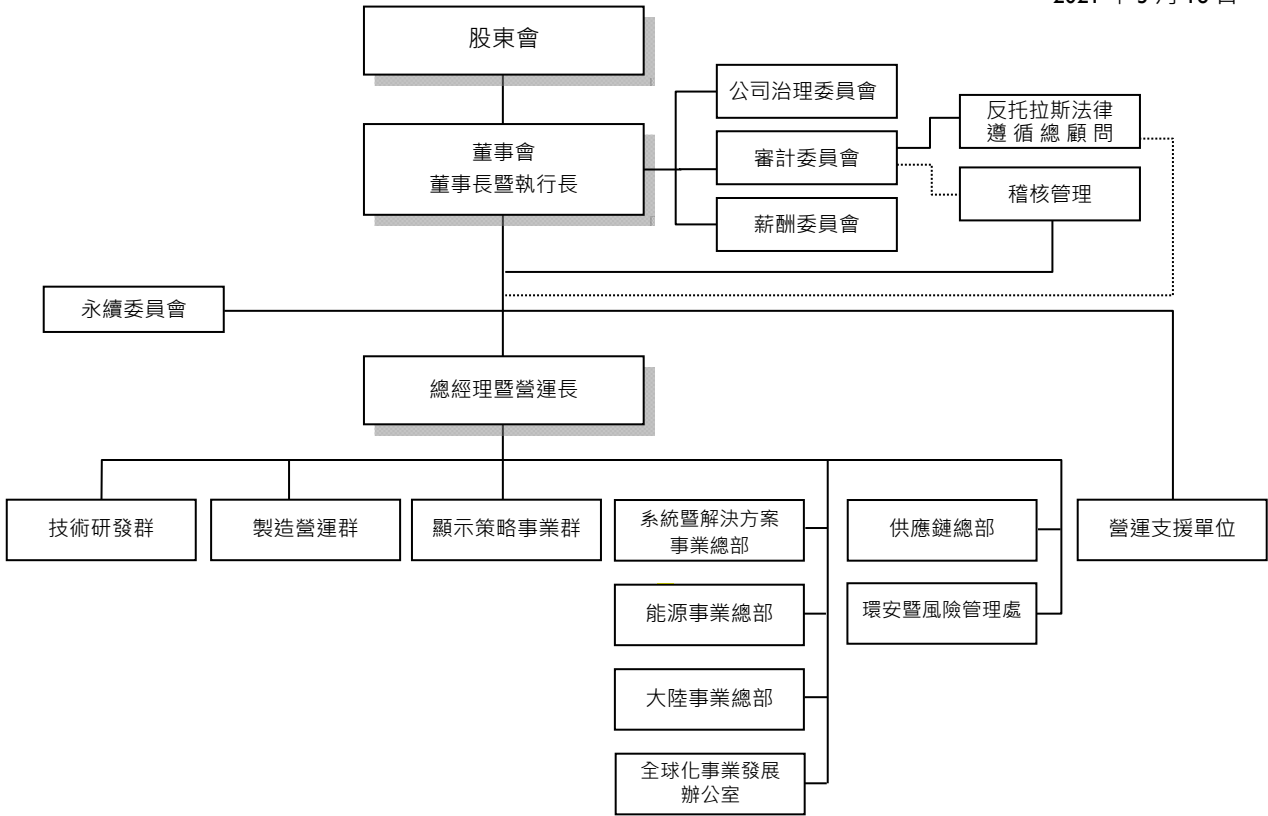 股東會
董事會
董事長暨執行長
公司治理委員會
審計委員會
薪酬委員會
反托拉斯法律
遵循總顧問
稽核管理
永續委員會
總經理暨營運長
技術研發群
製造營運群
顯示策略事業群
系統暨解決方案
事業總部
能源事業總部
大陸事業總部
全球化事業發展
辦公室
供應鏈總部
環安暨風險管理處
營運支援單位